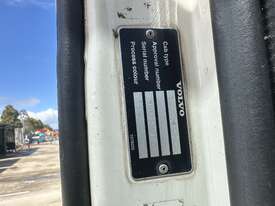 VOLVO
Cab type
Approval number
Serial number
Process colour